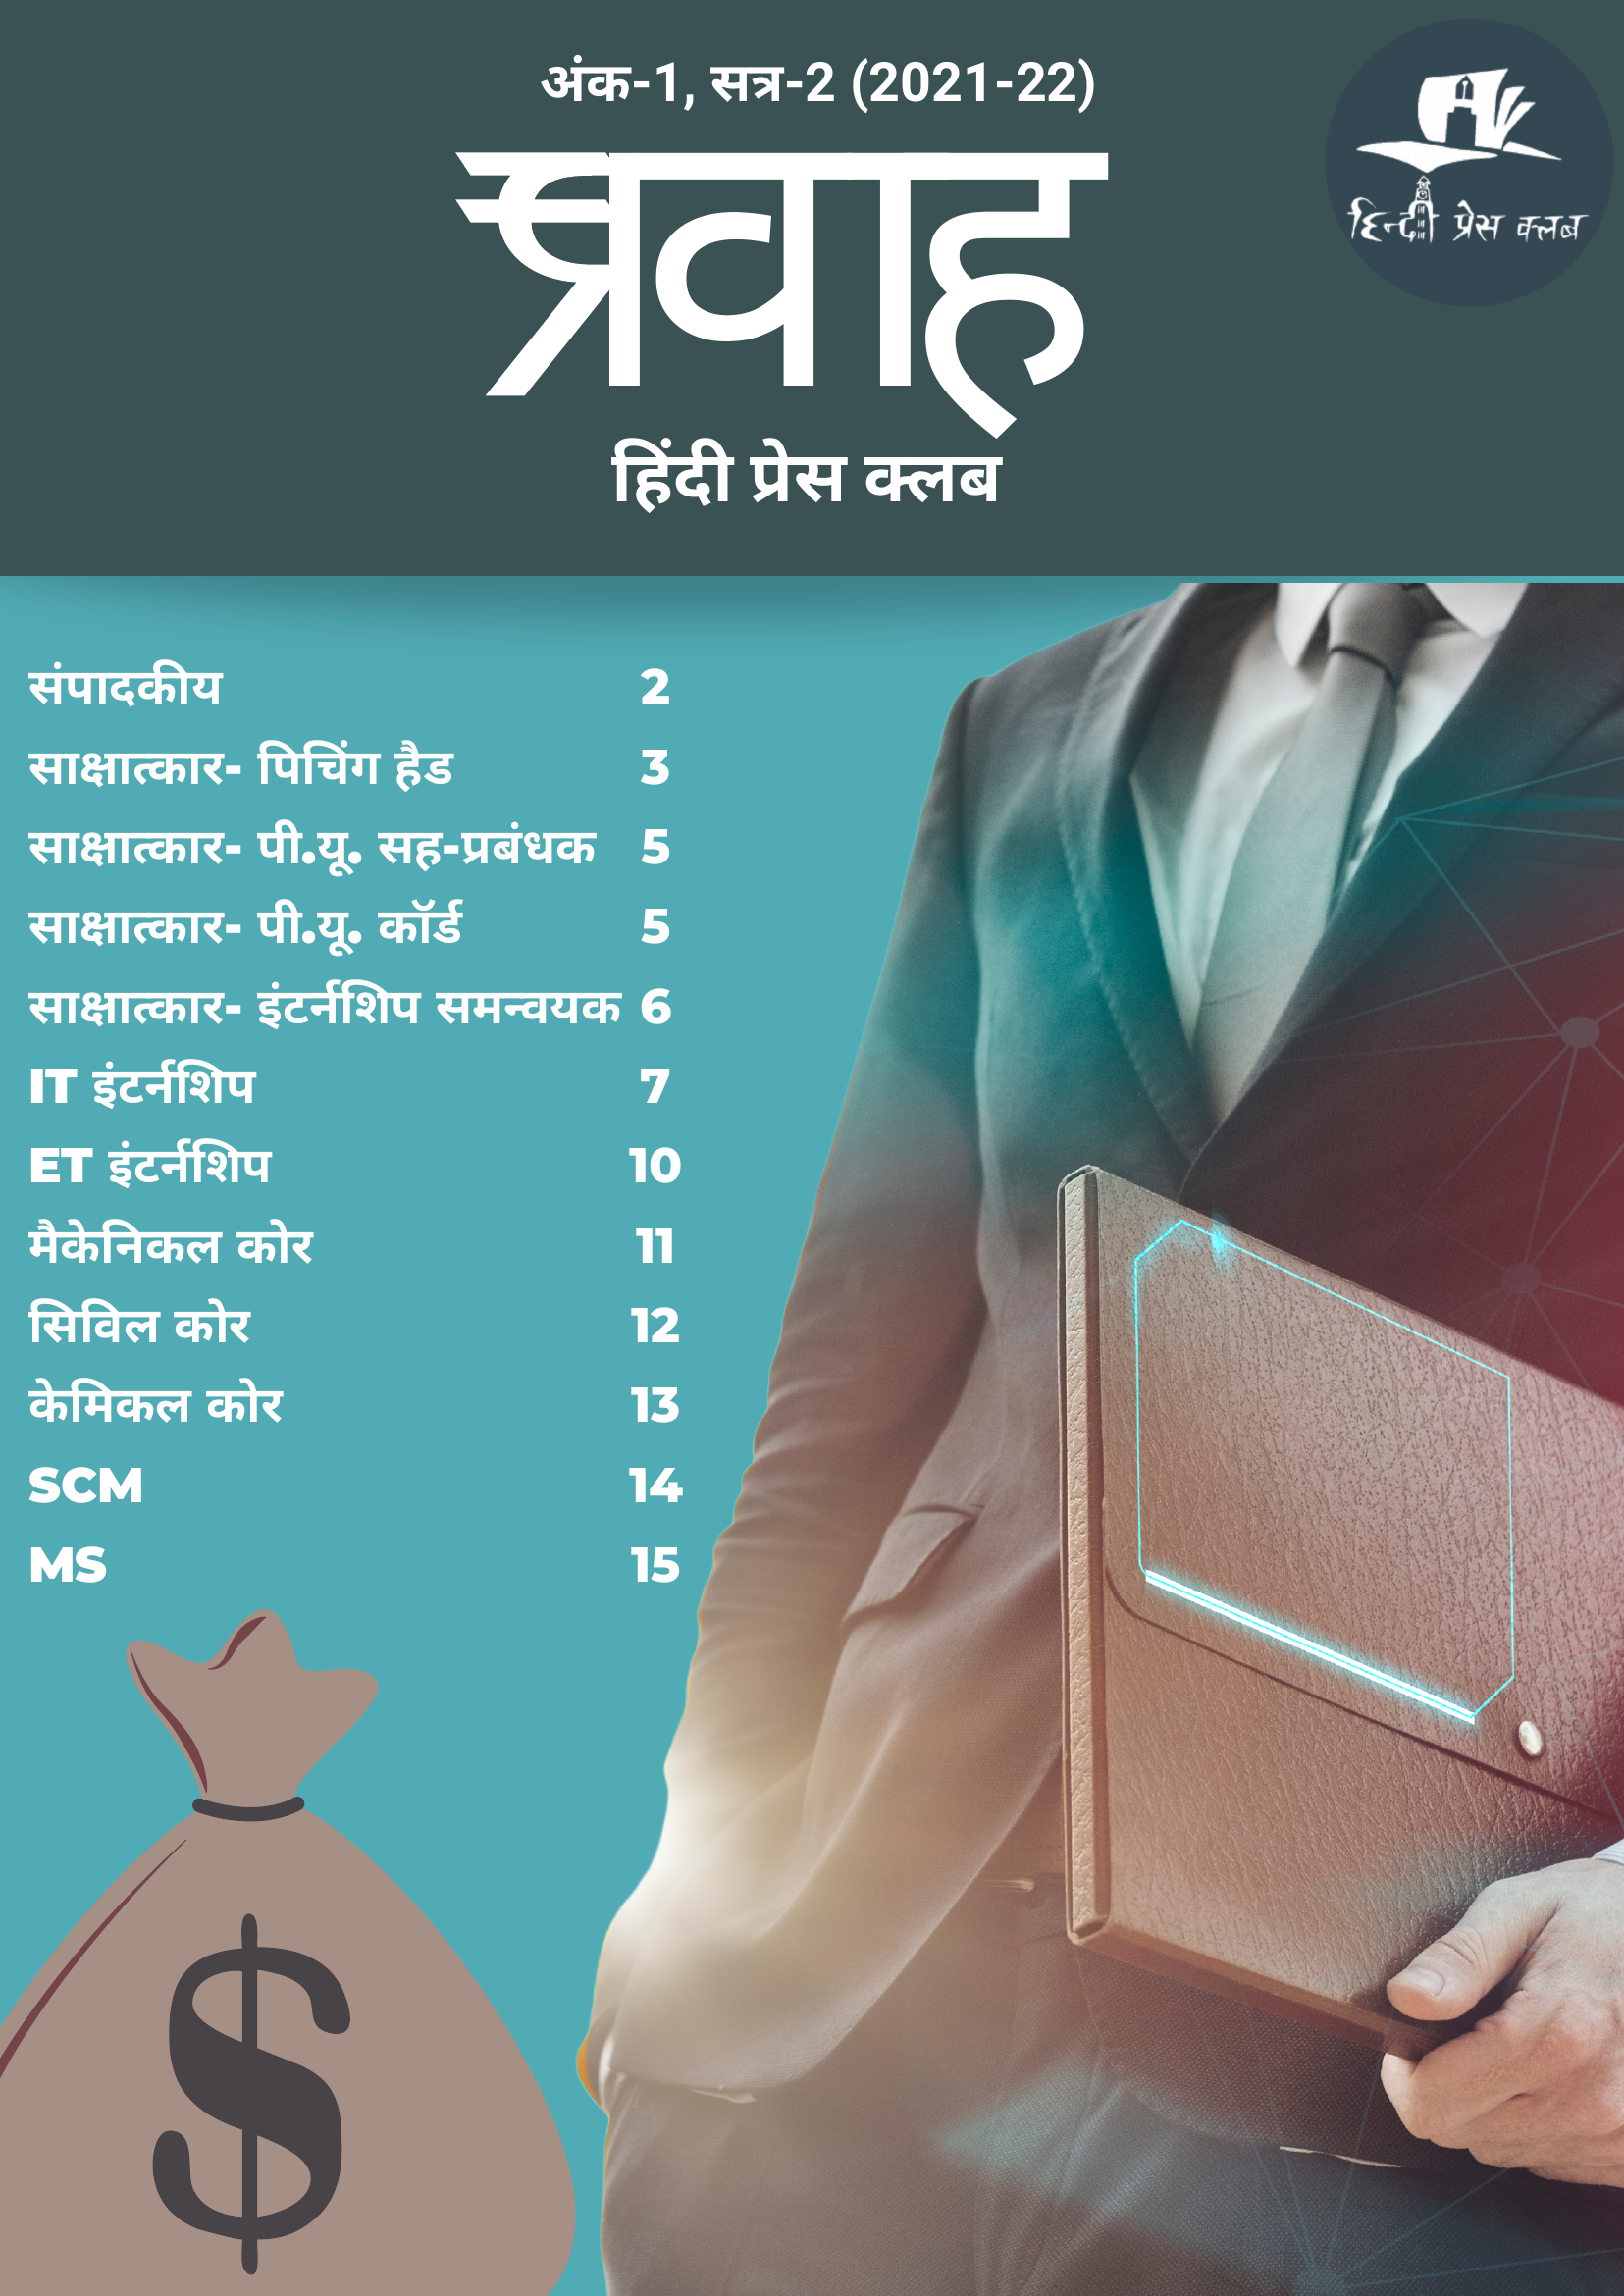 अंक-1, सत्र-2 (2021-22)
प्रवाह
हिन्दी प्रेस क्लब
हिंदी प्रेस क्लब
संपादकीय 2
साक्षात्कार- पिचिंग हैड 3
साक्षात्कार- पी.यू. सह-प्रबंधक 5
साक्षात्कार- पी.यू. कॉर्ड 5
साक्षात्कार- इंटर्नशिप समन्वयक 6
IT इंटर्नशिप 7
ET इंटर्नशिप 10
मैकेनिकल कोर 11
सिविल कोर 12
केमिकल कोर 13
SCM 14
MS 15
$